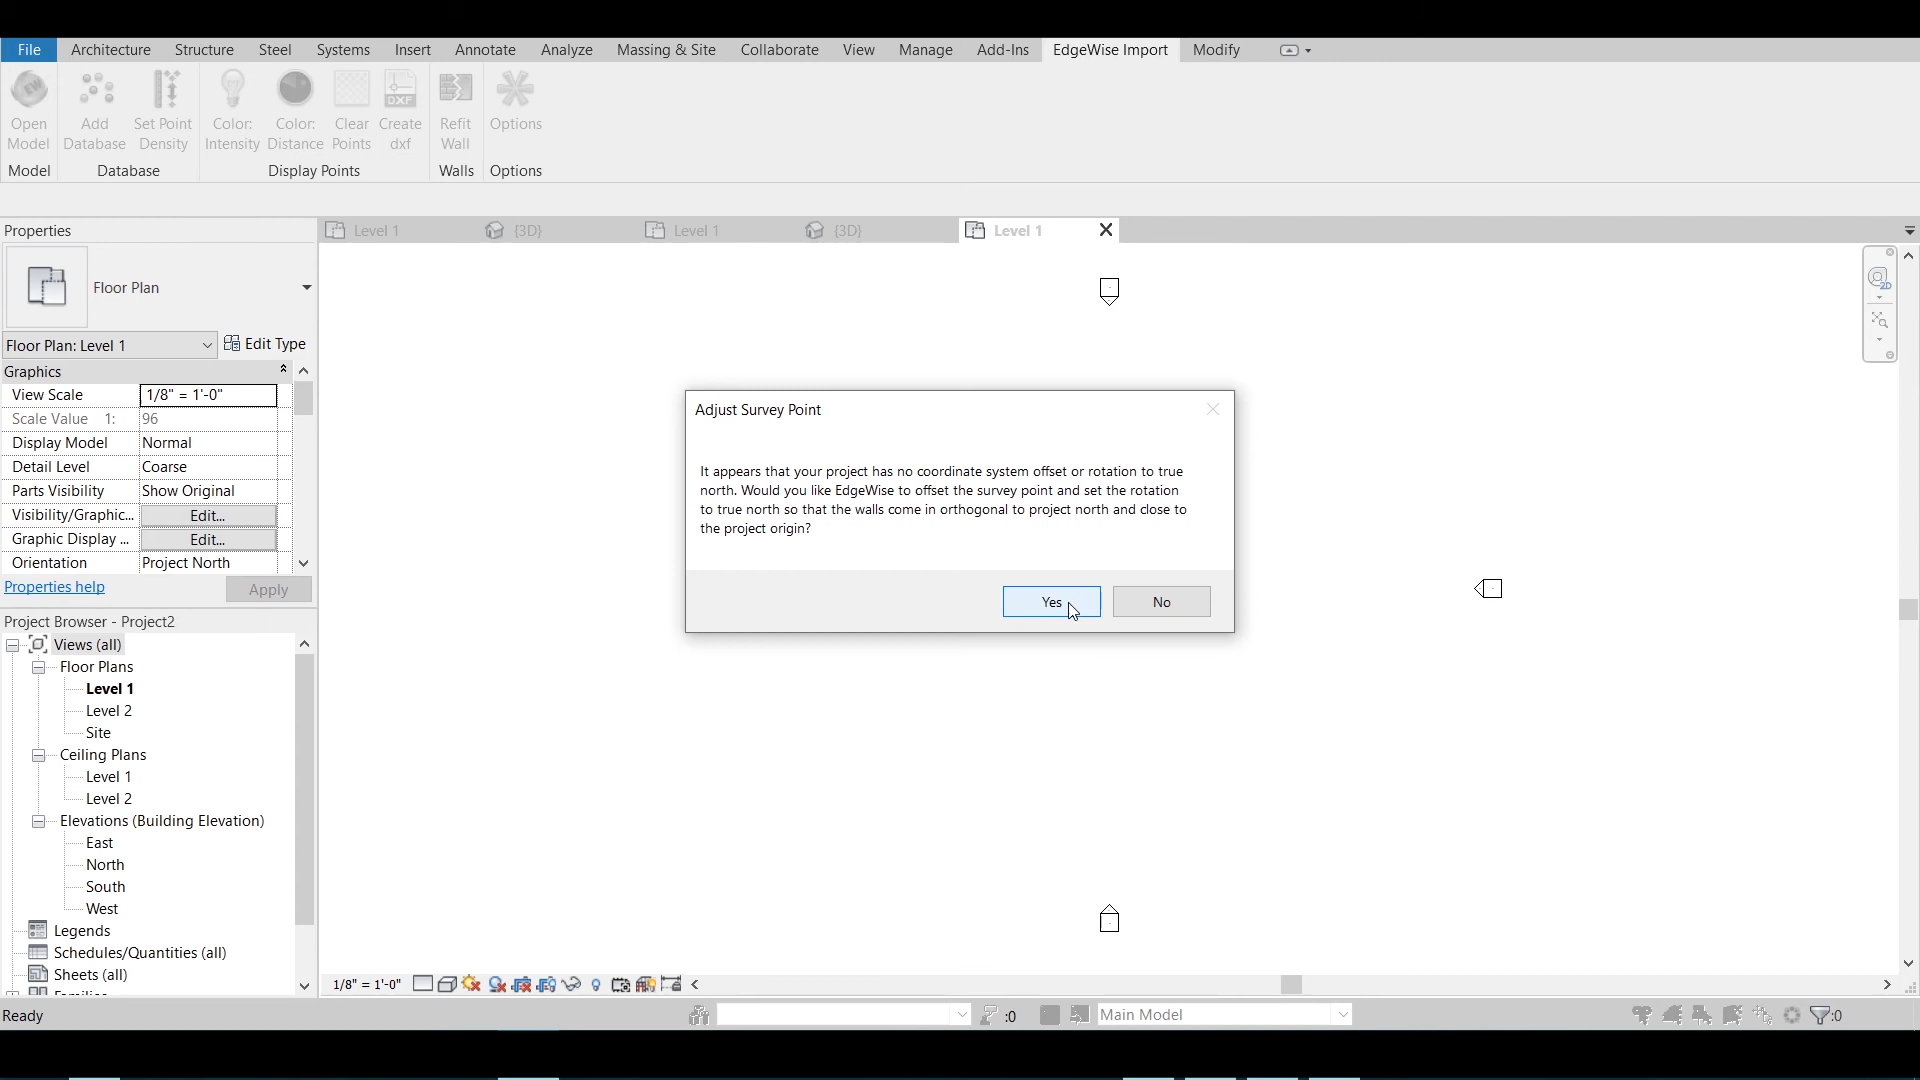 File Architecture Structure Steel Systems Insert Annotate Analyze Massing & Site Collaborate View Manage Add-Ins EdgeWise Import Modify
Open Model
Add Database
Set Point Density
Color: Intensity
Color: Distance
Clear Points
DXF
Create dxf
Refit Wall
Options
Model Database Display Points Walls Options
Properties
Level 1 {3D} Level 1 {3D} Level 1
Floor Plan
2D
Floor Plan: Level 1 Edit Type
Graphics
View Scale 1/8" = 1'-0"
Scale Value 1: 96
Display Model Normal
Detail Level Coarse
Parts Visibility Show Original
Visibility/Graphic... Edit...
Graphic Display ... Edit...
Orientation Project North
Properties help Apply
Adjust Survey Point
It appears that your project has no coordinate system offset or rotation to true
north. Would you like EdgeWise to offset the survey point and set the rotation
to true north so that the walls come in orthogonal to project north and close to
the project origin?
Yes No
Project Browser - Project2
Views (all)
Floor Plans
Level 1
Level 2
Site
Ceiling Plans
Level 1
Level 2
Elevations (Building Elevation)
East
North
South
West
Legends
Schedules/Quantities (all)
Sheets (all)
1/8" = 1'-0"
Ready :0 Main Model :0